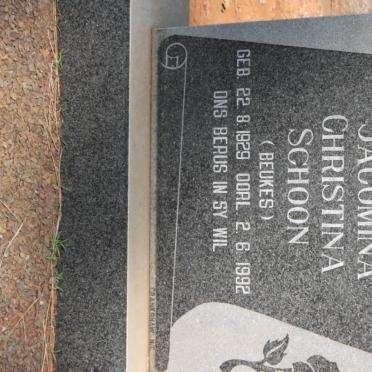 JACOMINA
CHRISTINA
SCHOON
(BEUKES)
GEB. 22. 8. 1929 OORL. 2. 6. 1992
ONS BERUS IN SY WIL